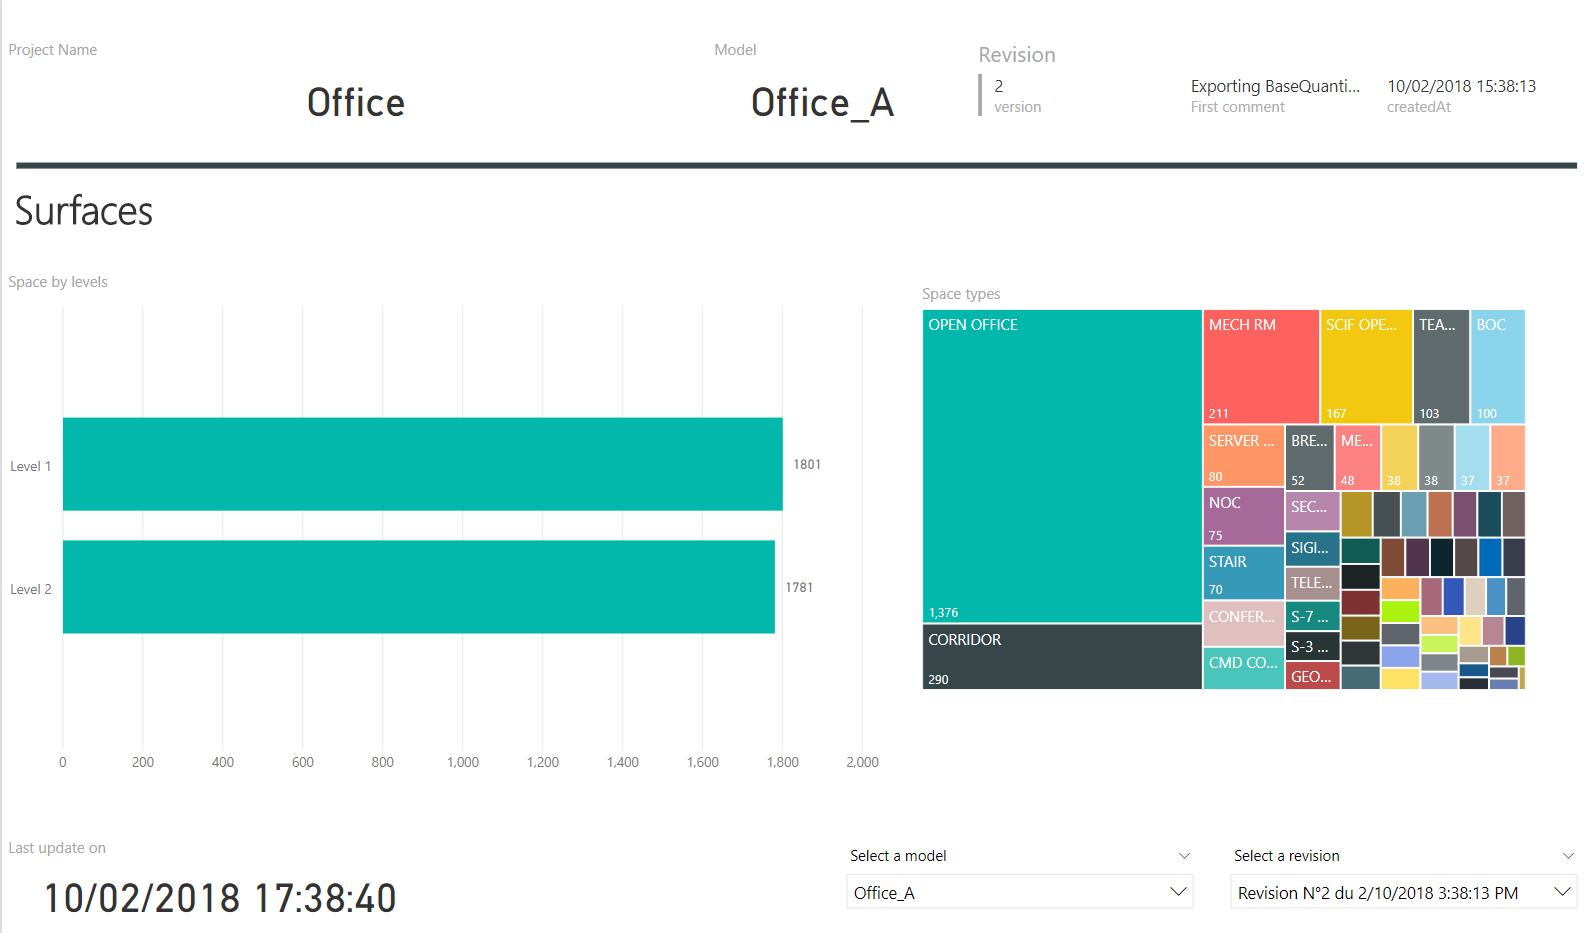 Project Name
Office
Model
Office_A
Revision
2
version
Exporting BaseQuanti...
First comment
10/02/2018 15:38:13
createdAt
Surfaces
Space by levels
Level 1
1801
Level 2
1781
0 200 400 600 800 1,000 1,200 1,400 1,600 1,800 2,000
Space types
OPEN OFFICE
1,376
CORRIDOR
290
MECH RM
211
SCIF OPE...
167
TEA...
103
BOC
100
SERVER ...
80
BRE...
52
ME...
48
38
38
37
37
NOC
75
STAIR
70
CONFER...
CMD CO...
SEC...
SIGI...
TELE...
S-7 ...
S-3 ...
GEO...
Last update on
10/02/2018 17:38:40
Select a model
Office_A
Select a revision
Revision N°2 du 2/10/2018 3:38:13 PM